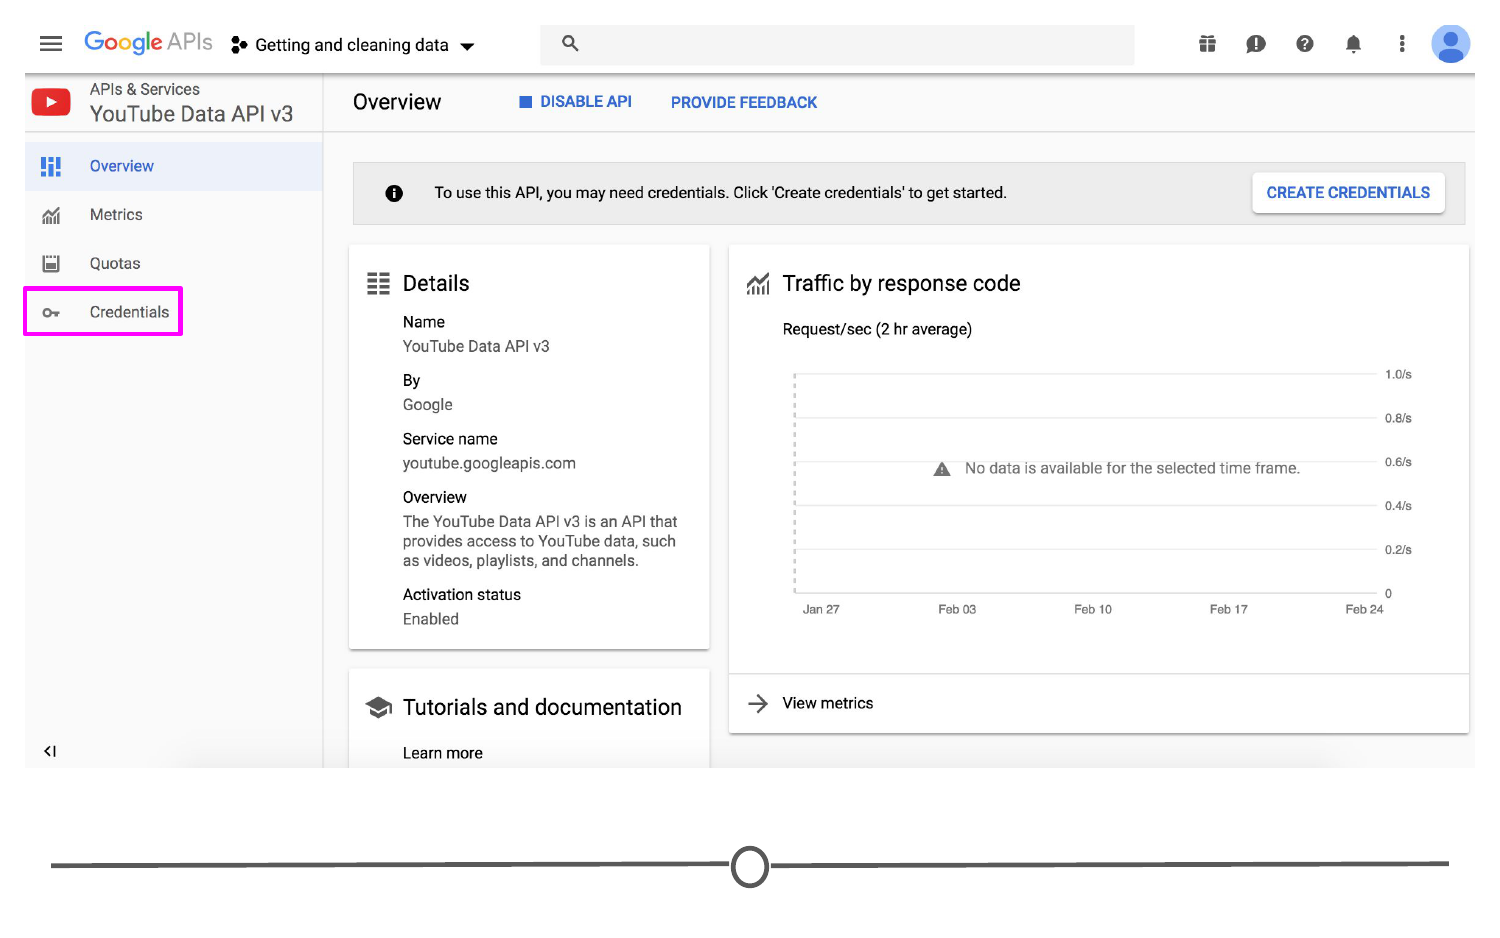 Google APIs
Getting and cleaning data
APIs & Services
YouTube Data API v3
Overview
DISABLE API
PROVIDE FEEDBACK
Overview
Metrics
Quotas
Credentials
To use this API, you may need credentials. Click 'Create credentials' to get started.
CREATE CREDENTIALS
Details
Name
YouTube Data API v3
By
Google
Service name
youtube.googleapis.com
Overview
The YouTube Data API v3 is an API that
provides access to YouTube data, such
as videos, playlists, and channels.
Activation status
Enabled
Tutorials and documentation
Learn more
Traffic by response code
Request/sec (2 hr average)
1.0/s
0.8/s
No data is available for the selected time frame.
0.6/s
0.4/s
0.2/s
0
Jan 27 Feb 03 Feb 10 Feb 17 Feb 24
View metrics